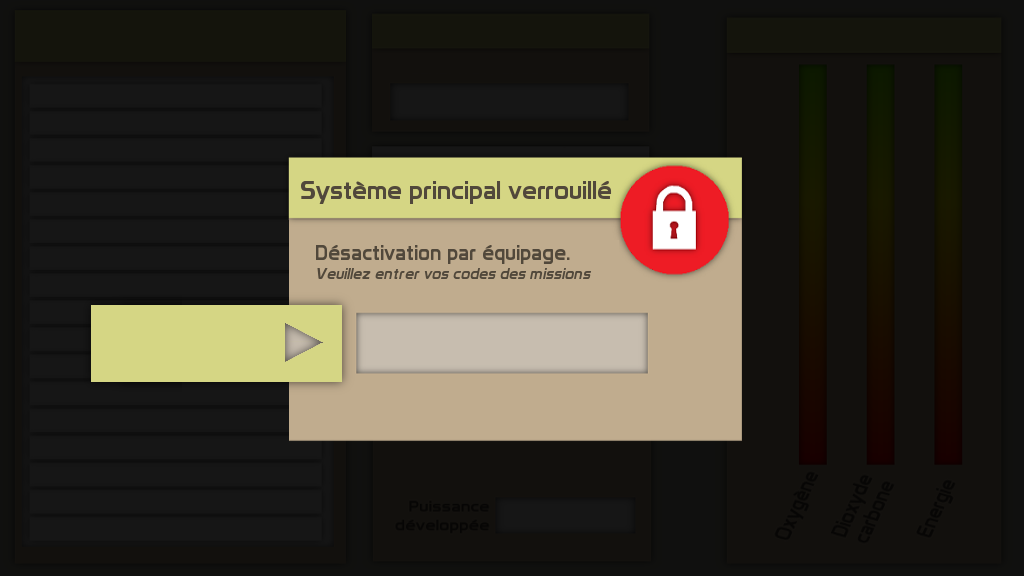 Système principal verrouillé
Désactivation par équipage.
Veuillez entrer vos codes des missions
Puissance
développée
Oxygène
Dioxyde
carbone
Energie